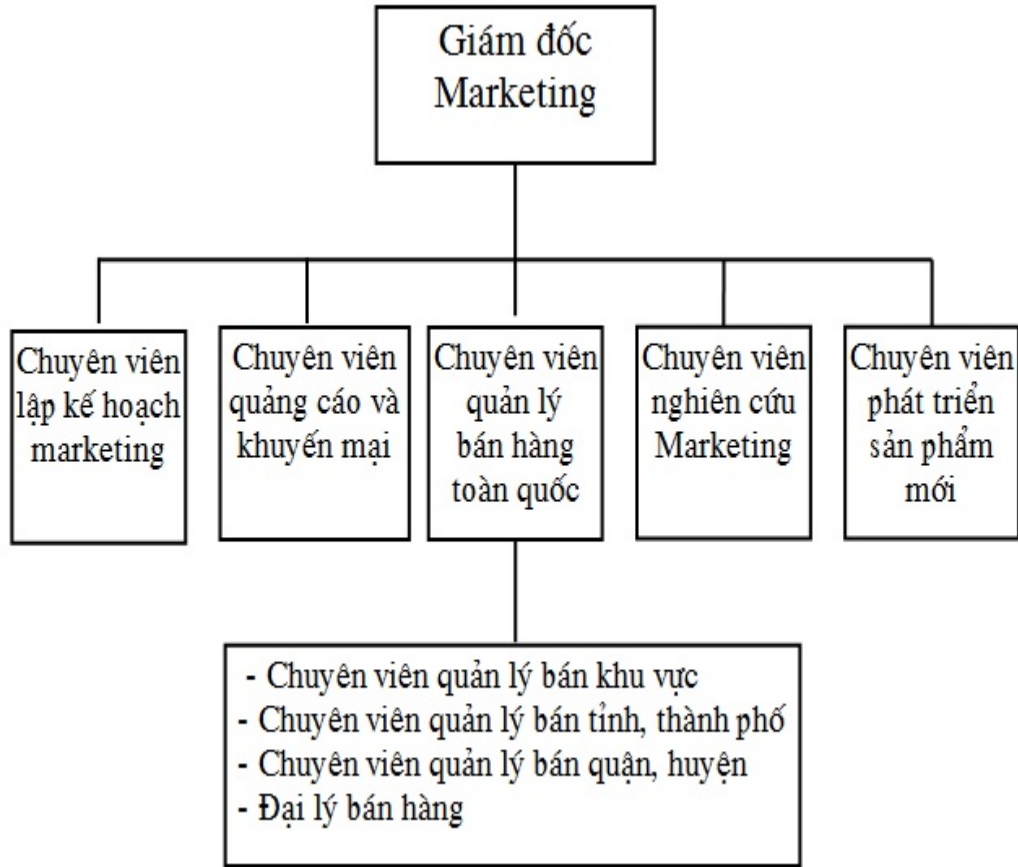 Giám đốc
Marketing
Chuyên viên
lập kế hoạch
marketing
Chuyên viên
quảng cáo và
khuyến mại
Chuyên viên
quản lý
bán hàng
toàn quốc
Chuyên viên
nghiên cứu
Marketing
Chuyên viên
phát triển
sản phẩm
mới
- Chuyên viên quản lý bán khu vực
- Chuyên viên quản lý bán tỉnh, thành phố
- Chuyên viên quản lý bán quận, huyện
- Đại lý bán hàng